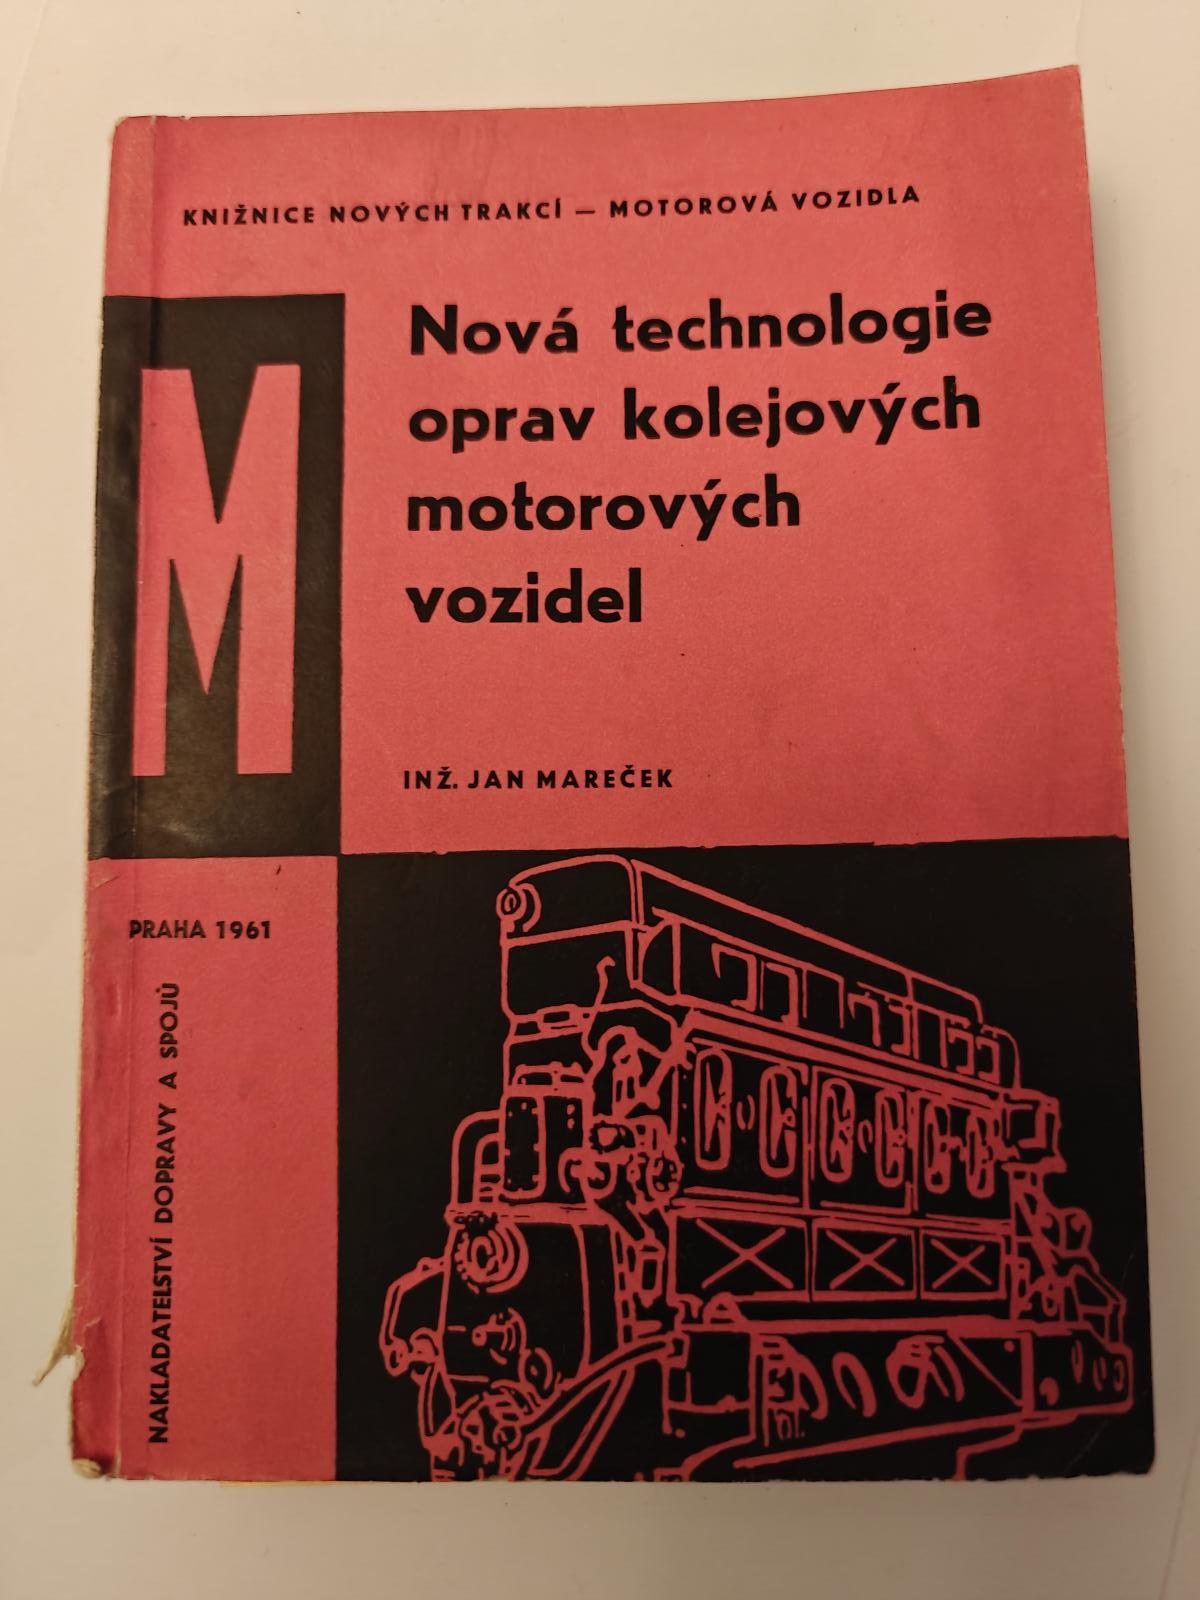 KNIŽNICE NOVÝCH TRAKCÍ — MOTOROVÁ VOZIDLA
M
Nová technologie
oprav kolejových
motorových
vozidel
INŽ. JAN MAREČEK
PRAHA 1961
NAKLADATELSTVÍ DOPRAVY A SPOJŮ